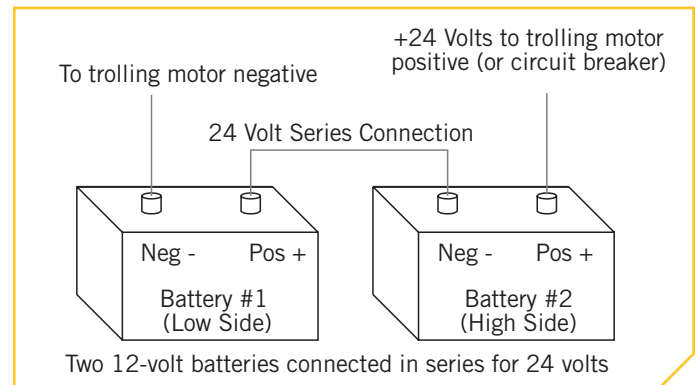 +24 Volts to trolling motor
positive (or circuit breaker)
To trolling motor negative
24 Volt Series Connection
Neg - Pos +
Battery #1
(Low Side)
Neg - Pos +
Battery #2
(High Side)
Two 12-volt batteries connected in series for 24 volts